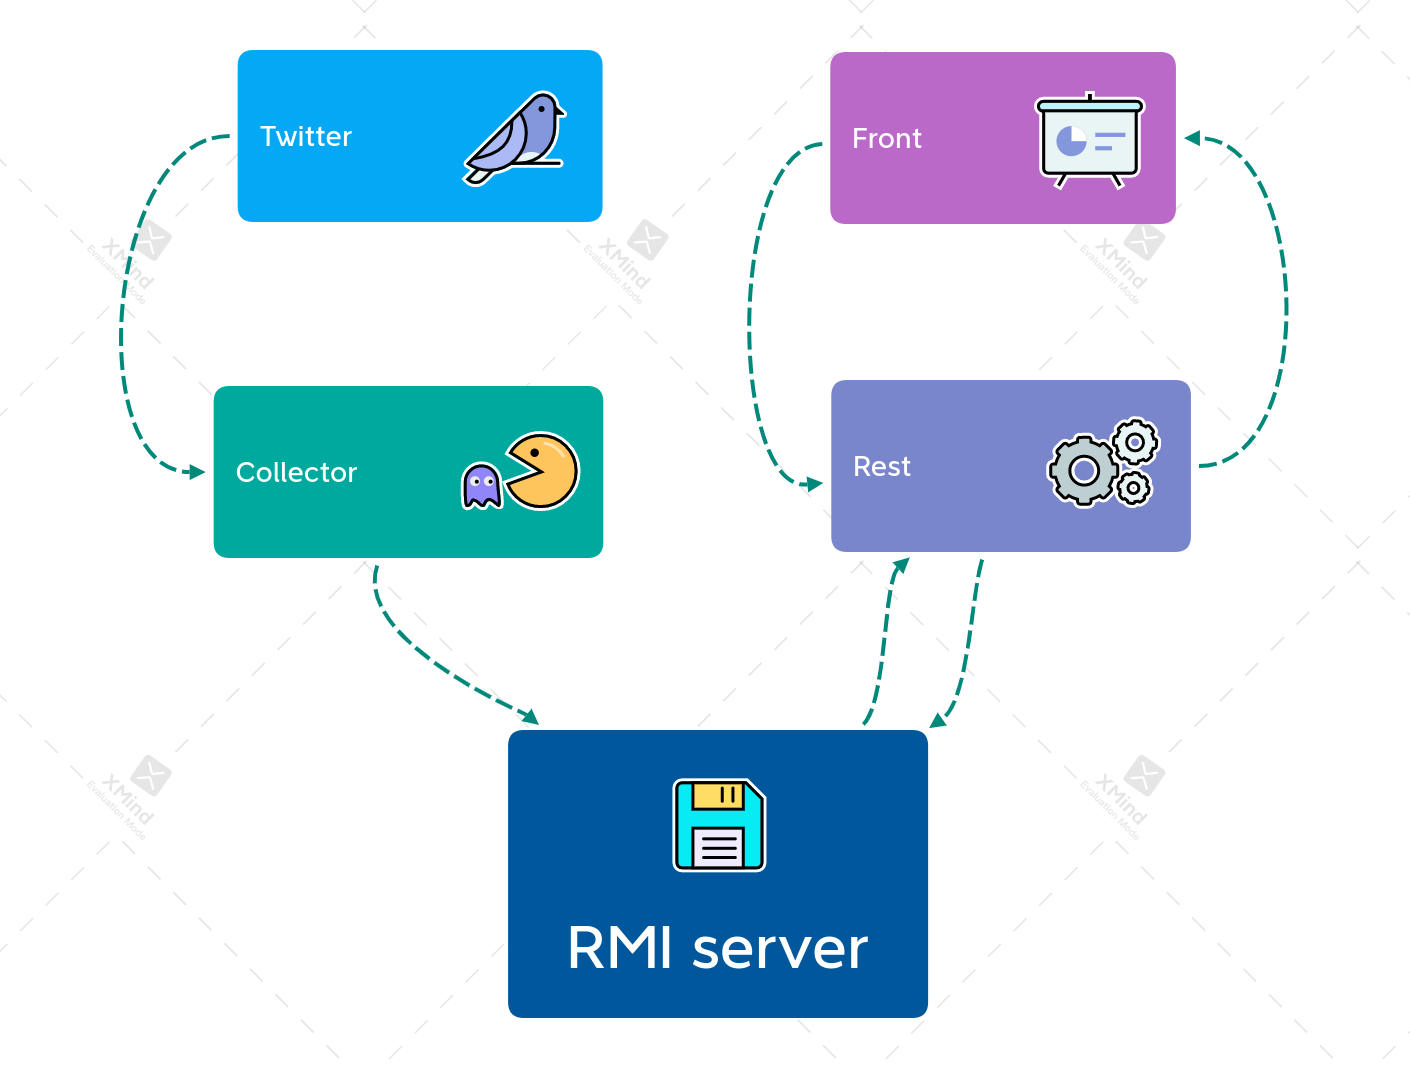 Twitter
Front
XMind
Evaluation Mode
XMind
Evaluation Mode
XMind
Evaluation Mode
Collector
Rest
XMind
Evaluation Mode
XMind
Evaluation Mode
RMI server